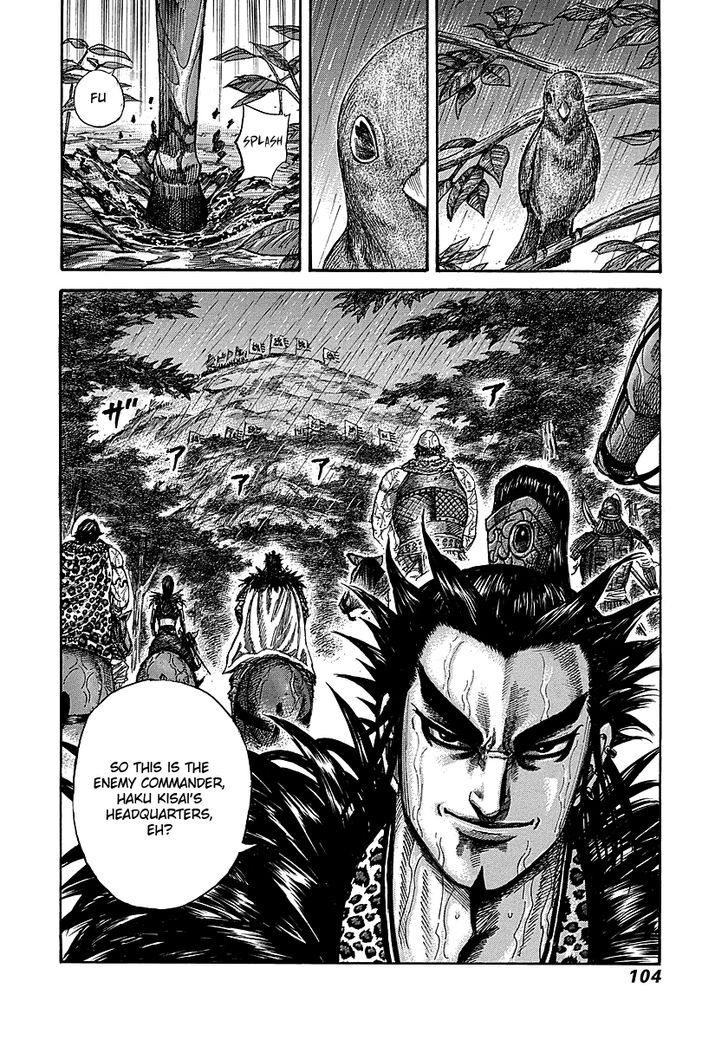 FU
SPLASH
ザ
ア
ア
ア
ア
SO THIS IS THE
ENEMY COMMANDER,
HAKU KISAI'S
HEADQUARTERS,
EH?
104